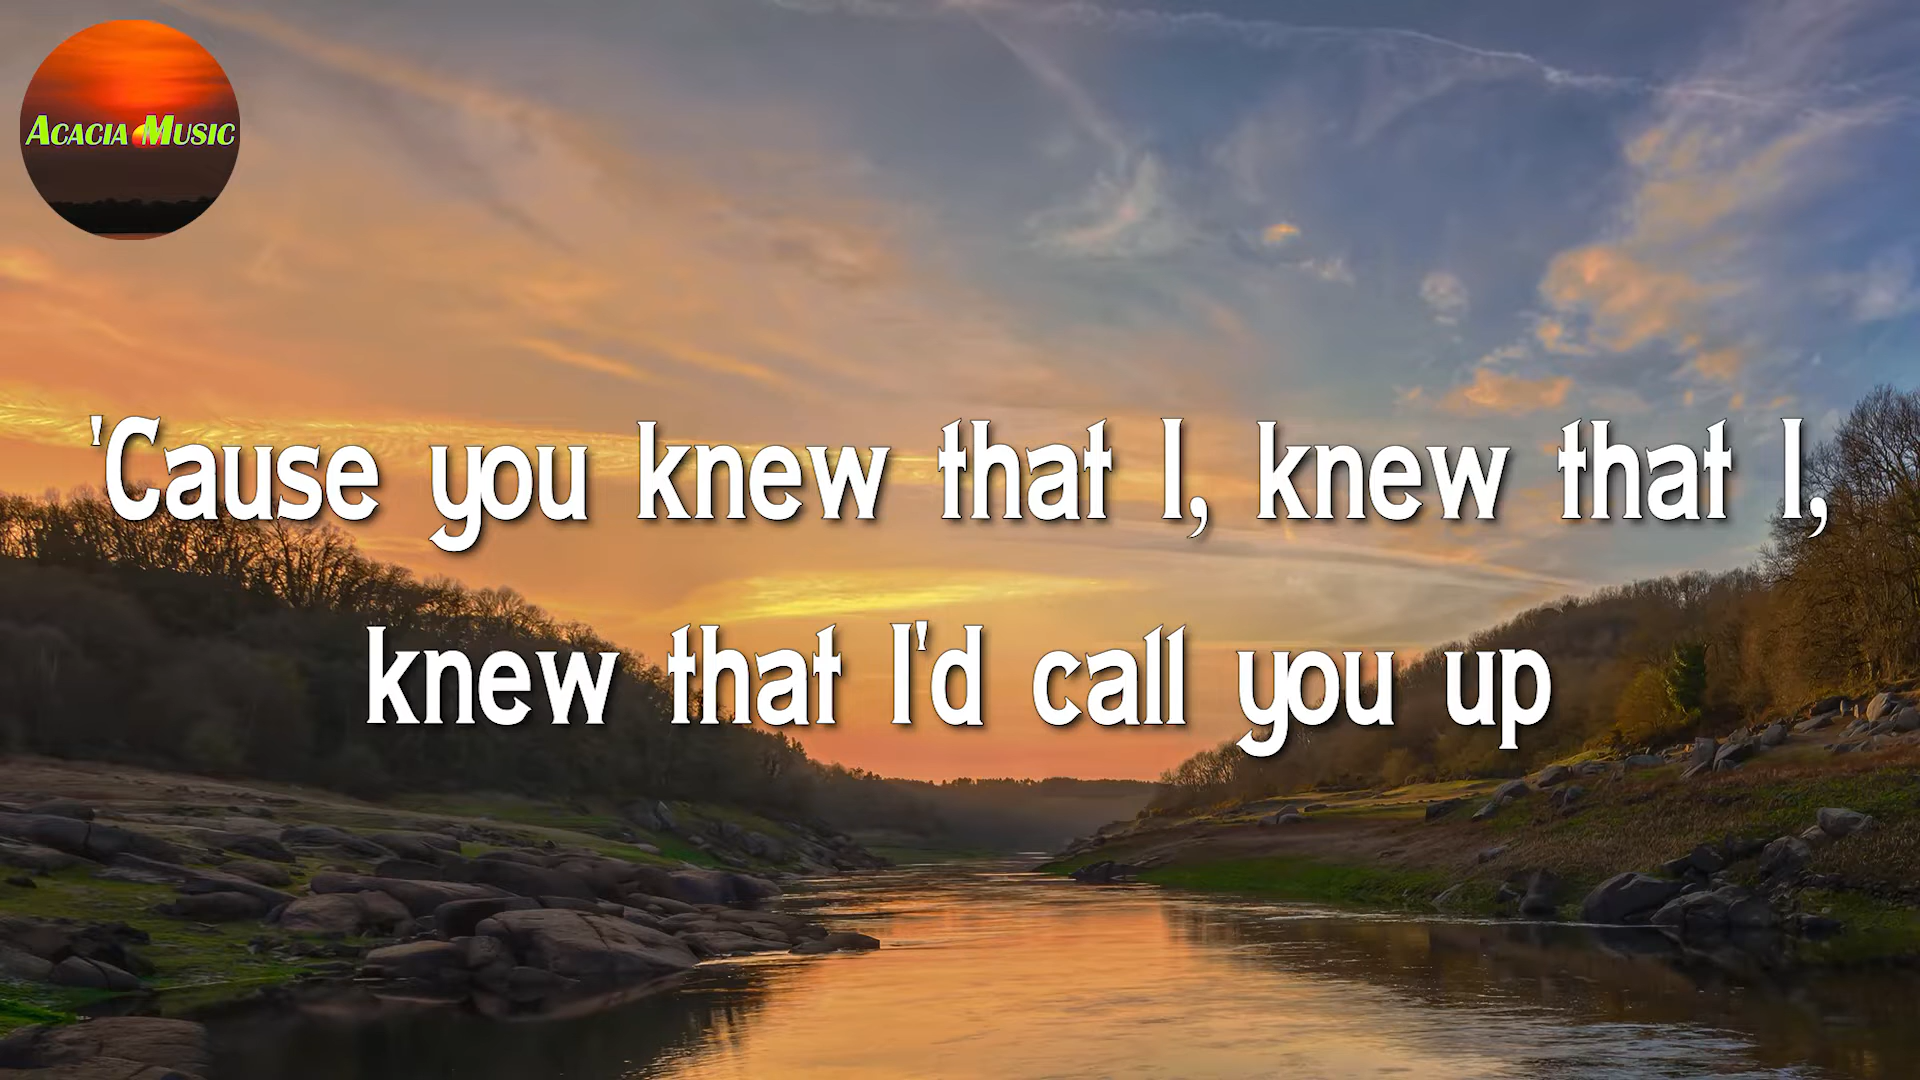 ACACIA MUSIC
'Cause you knew that I, knew that I,
knew that I'd call you up